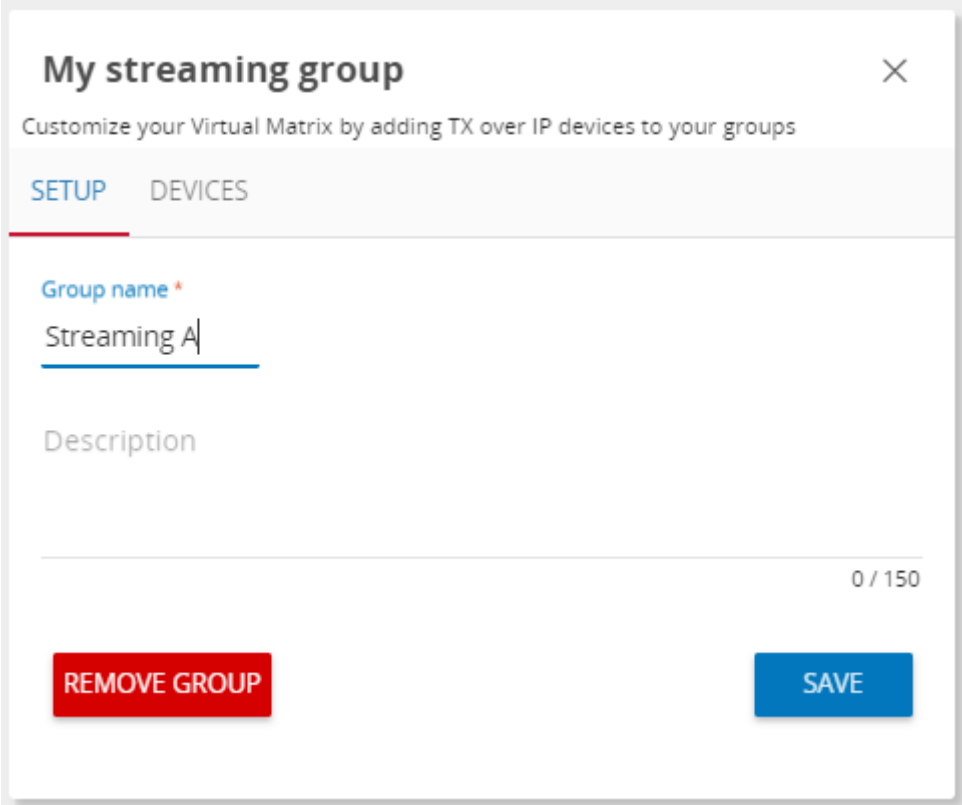 My streaming group
Customize your Virtual Matrix by adding TX over IP devices to your groups
SETUP DEVICES
Group name *
Streaming A
Description
0 / 150
REMOVE GROUP SAVE